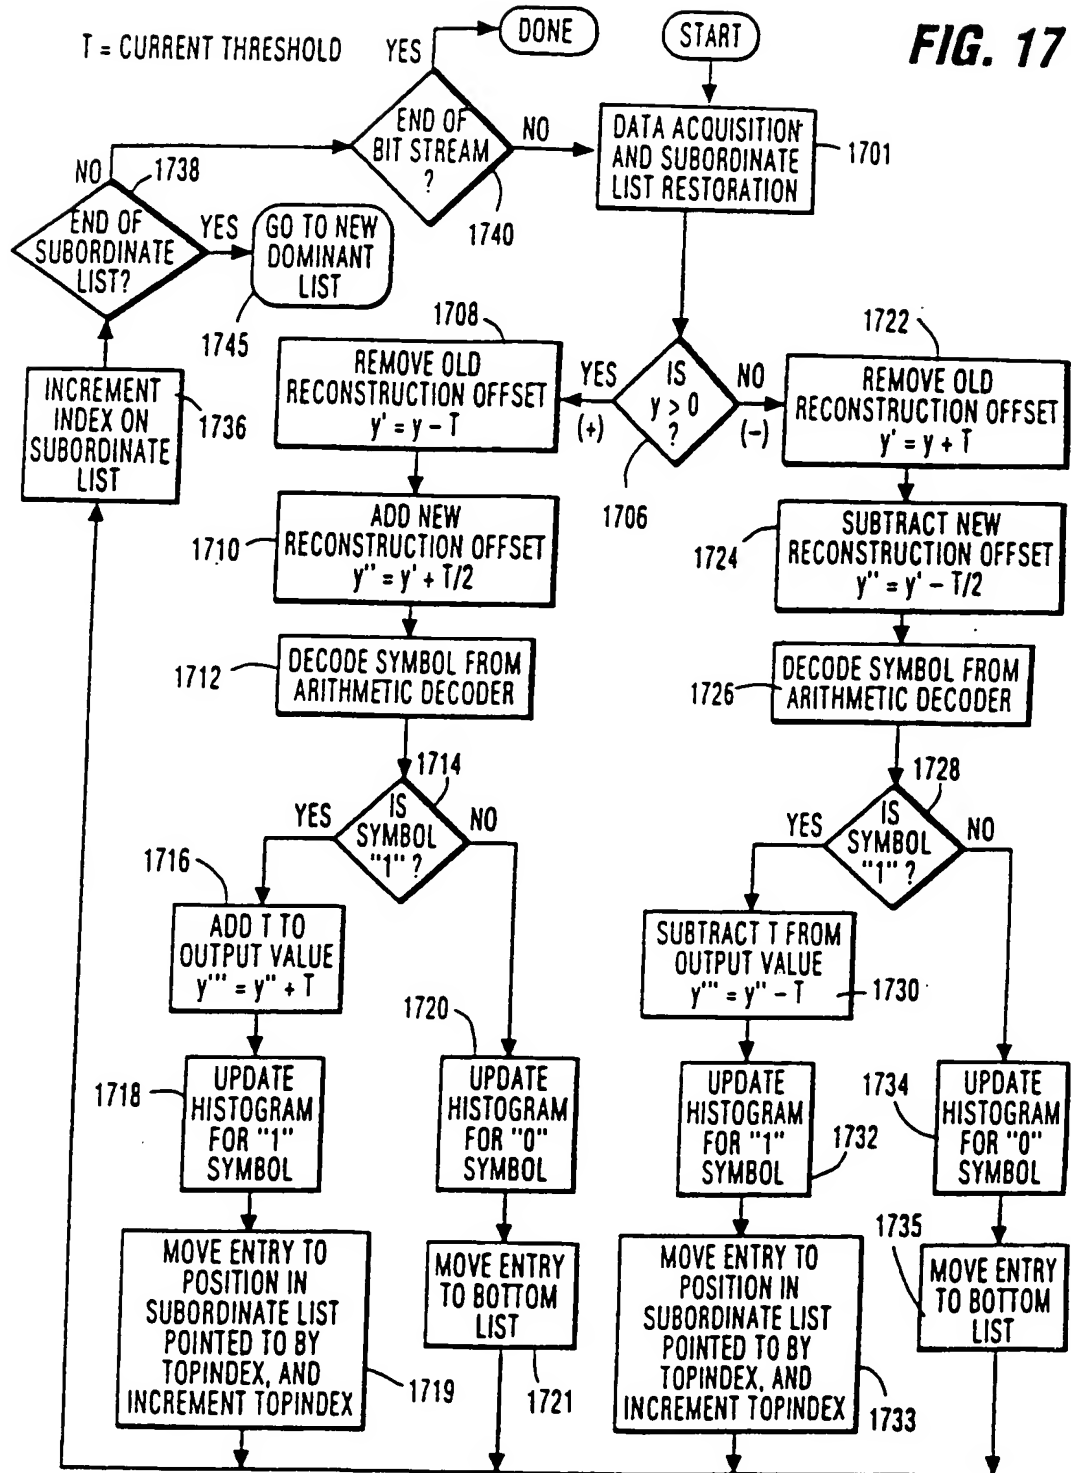 FIG. 17
T = CURRENT THRESHOLD
YES
DONE
START
END OF
BIT STREAM
?
NO
1740
DATA ACQUISITION
AND SUBORDINATE
LIST RESTORATION
1701
NO
1738
END OF
SUBORDINATE
LIST?
YES
GO TO NEW
DOMINANT
LIST
1745
INCREMENT
INDEX ON
SUBORDINATE
LIST
1736
1708
REMOVE OLD
RECONSTRUCTION OFFSET
y' = y – T
YES
(+)
IS
y > 0
?
NO
(–)
1706
1722
REMOVE OLD
RECONSTRUCTION OFFSET
y' = y + T
1710
ADD NEW
RECONSTRUCTION OFFSET
y'' = y' + T/2
1724
SUBTRACT NEW
RECONSTRUCTION OFFSET
y'' = y' – T/2
1712
DECODE SYMBOL FROM
ARITHMETIC DECODER
1726
DECODE SYMBOL FROM
ARITHMETIC DECODER
1714
YES
IS
SYMBOL
"1" ?
NO
1728
YES
IS
SYMBOL
"1" ?
NO
1716
ADD T TO
OUTPUT VALUE
y''' = y'' + T
SUBTRACT T FROM
OUTPUT VALUE
y''' = y'' – T
1730
1718
UPDATE
HISTOGRAM
FOR "1"
SYMBOL
1720
UPDATE
HISTOGRAM
FOR "0"
SYMBOL
UPDATE
HISTOGRAM
FOR "1"
SYMBOL
1732
1734
UPDATE
HISTOGRAM
FOR "0"
SYMBOL
MOVE ENTRY TO
POSITION IN
SUBORDINATE LIST
POINTED TO BY
TOPINDEX, AND
INCREMENT TOPINDEX
1719
MOVE ENTRY
TO BOTTOM
LIST
1721
MOVE ENTRY TO
POSITION IN
SUBORDINATE LIST
POINTED TO BY
TOPINDEX, AND
INCREMENT TOPINDEX
1733
1735
MOVE ENTRY
TO BOTTOM
LIST